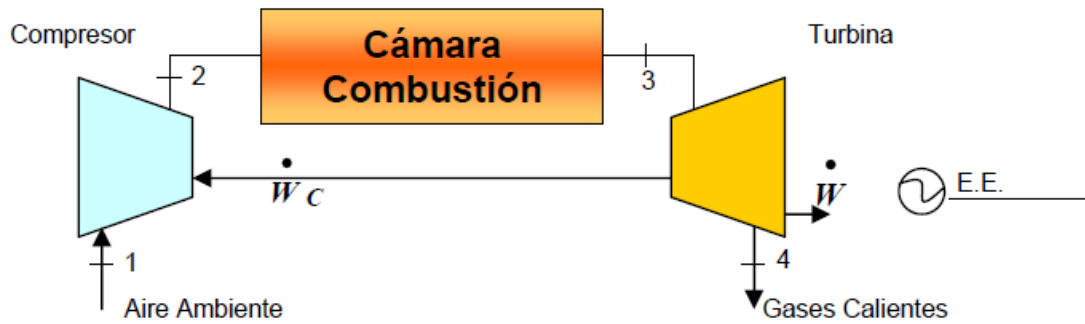 Compresor
Cámara
Combustión
Turbina
2
3
Ẇ C
Ẇ
E.E.
1
4
Aire Ambiente
Gases Calientes